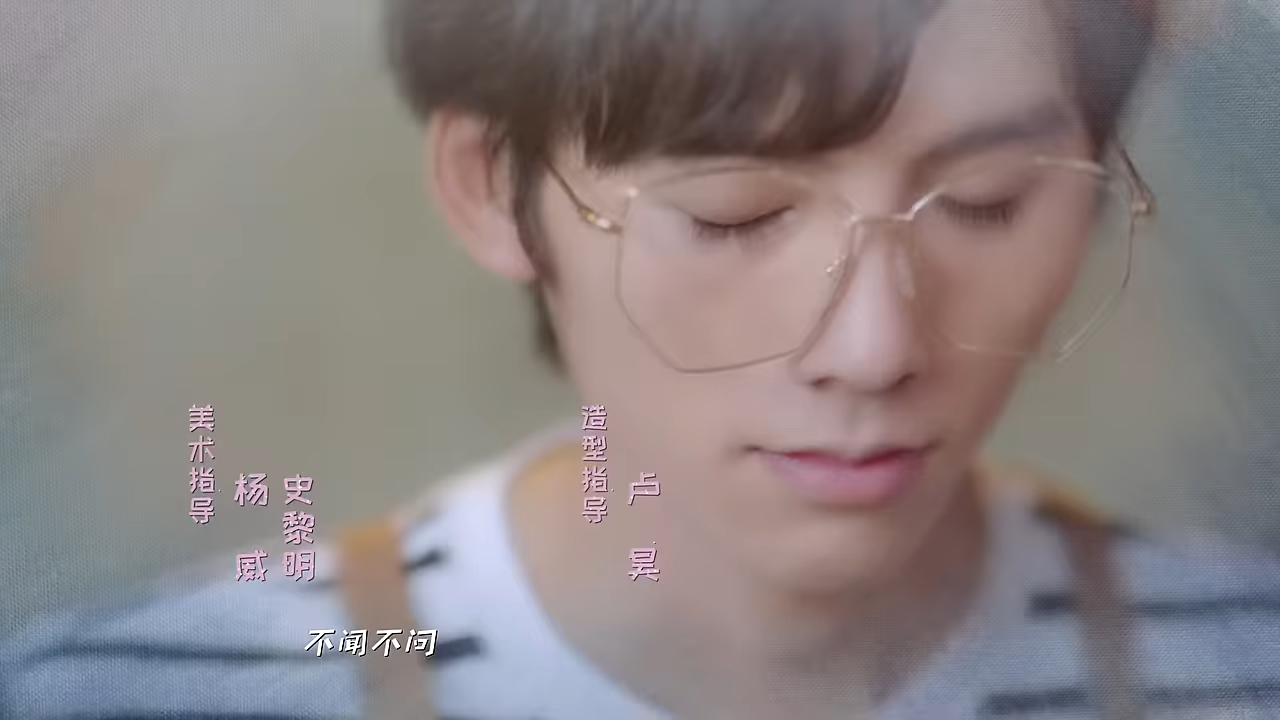 美术指导
杨威
史黎明
造型指导
卢昊
不闻不问